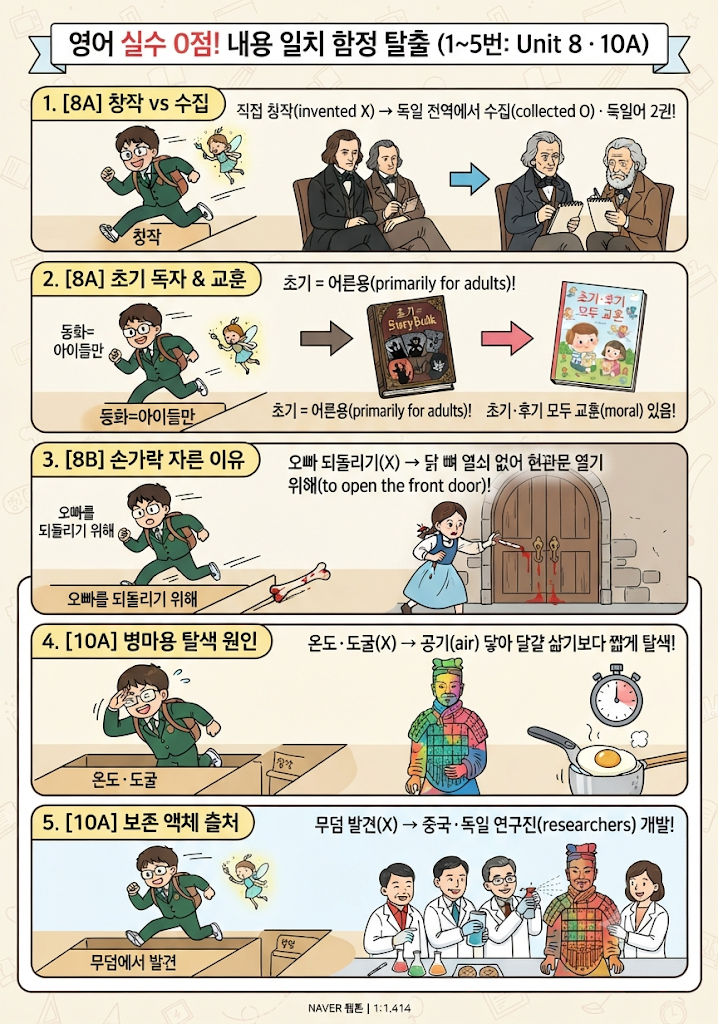 영어 실수 0점! 내용 일치 함정 탈출 (1~5번: Unit 8 · 10A)
1. [8A] 창작 vs 수집
직접 창작(invented X) → 독일 전역에서 수집(collected O) · 독일어 2권!
창작
2. [8A] 초기 독자 & 교훈
초기 = 어른용(primarily for adults)!
동화=
아이들만
초기=
Story Book
초기·후기
모두 교훈
동화=아이들만
초기 = 어른용(primarily for adults)!
초기·후기 모두 교훈(moral) 있음!
3. [8B] 손가락 자른 이유
오빠 되돌리기(X) → 닭 뼈 열쇠 없어 현관문 열기
위해(to open the front door)!
오빠를
되돌리기 위해
오빠를 되돌리기 위해
4. [10A] 병마용 탈색 원인
온도·도굴(X) → 공기(air) 닿아 달걀 삶기보다 짧게 탈색!
온도·도굴
5. [10A] 보존 액체 출처
무덤 발견(X) → 중국·독일 연구진(researchers) 개발!
무덤에서 발견
NAVER 웹툰 | 1:1.414